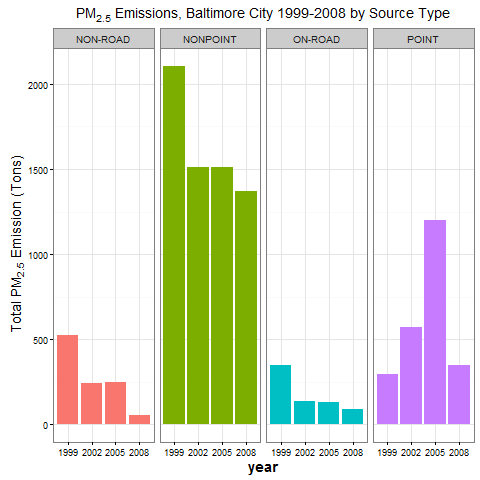 PM2.5 Emissions, Baltimore City 1999-2008 by Source Type
NON-ROAD NONPOINT ON-ROAD POINT
Total PM2.5 Emission (Tons)
2000
1500
1000
500
0
1999 2002 2005 2008 1999 2002 2005 2008 1999 2002 2005 2008 1999 2002 2005 2008
year